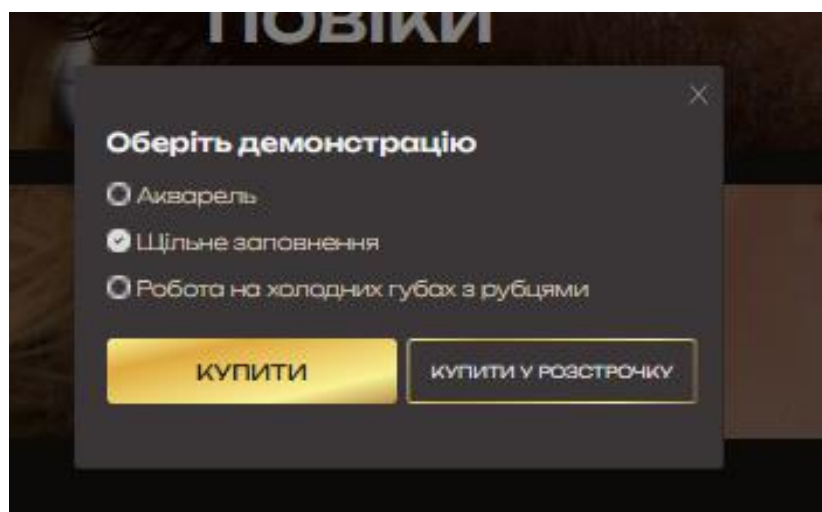 ПОВІКИ
Оберіть демонстрацію
Акварель
Щільне заповнення
Робота на холодних губах з рубцями
КУПИТИ
КУПИТИ У РОЗСТРОЧКУ